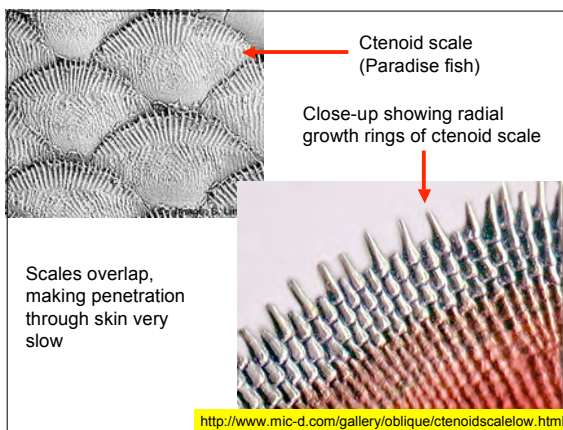 Ctenoid scale
(Paradise fish)
Close-up showing radial
growth rings of ctenoid scale
Scales overlap,
making penetration
through skin very
slow
http://www.mic-d.com/gallery/oblique/ctenoidscalelow.html